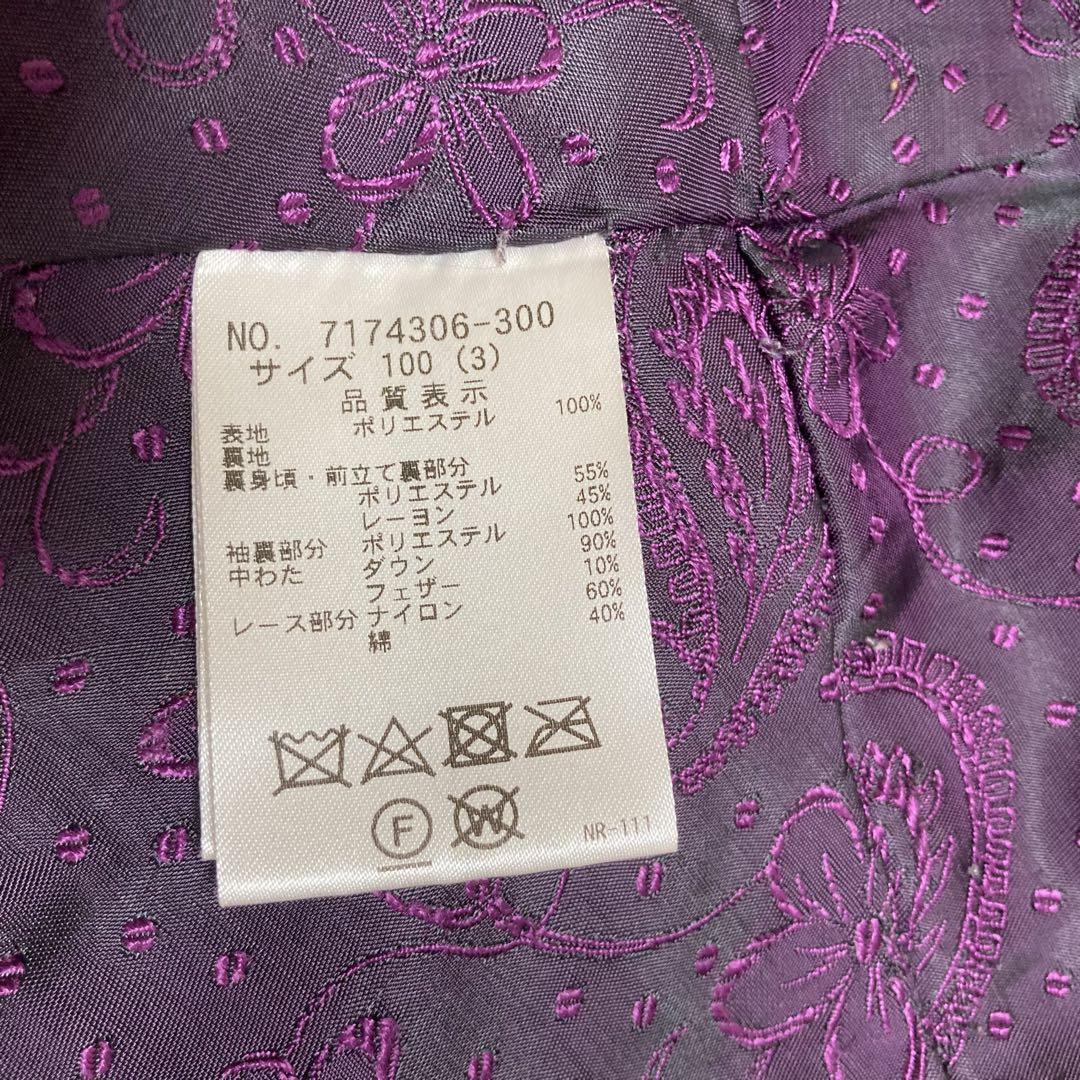 NO. 7174306-300
サイズ 100 (3)
品質表示
表地 ポリエステル 100%
裏地
裏身頃・前立て裏部分
ポリエステル 55%
レーヨン 45%
袖裏部分 ポリエステル 100%
中わた ダウン 90%
フェザー 10%
レース部分 ナイロン 60%
綿 40%
F
W
NR-111